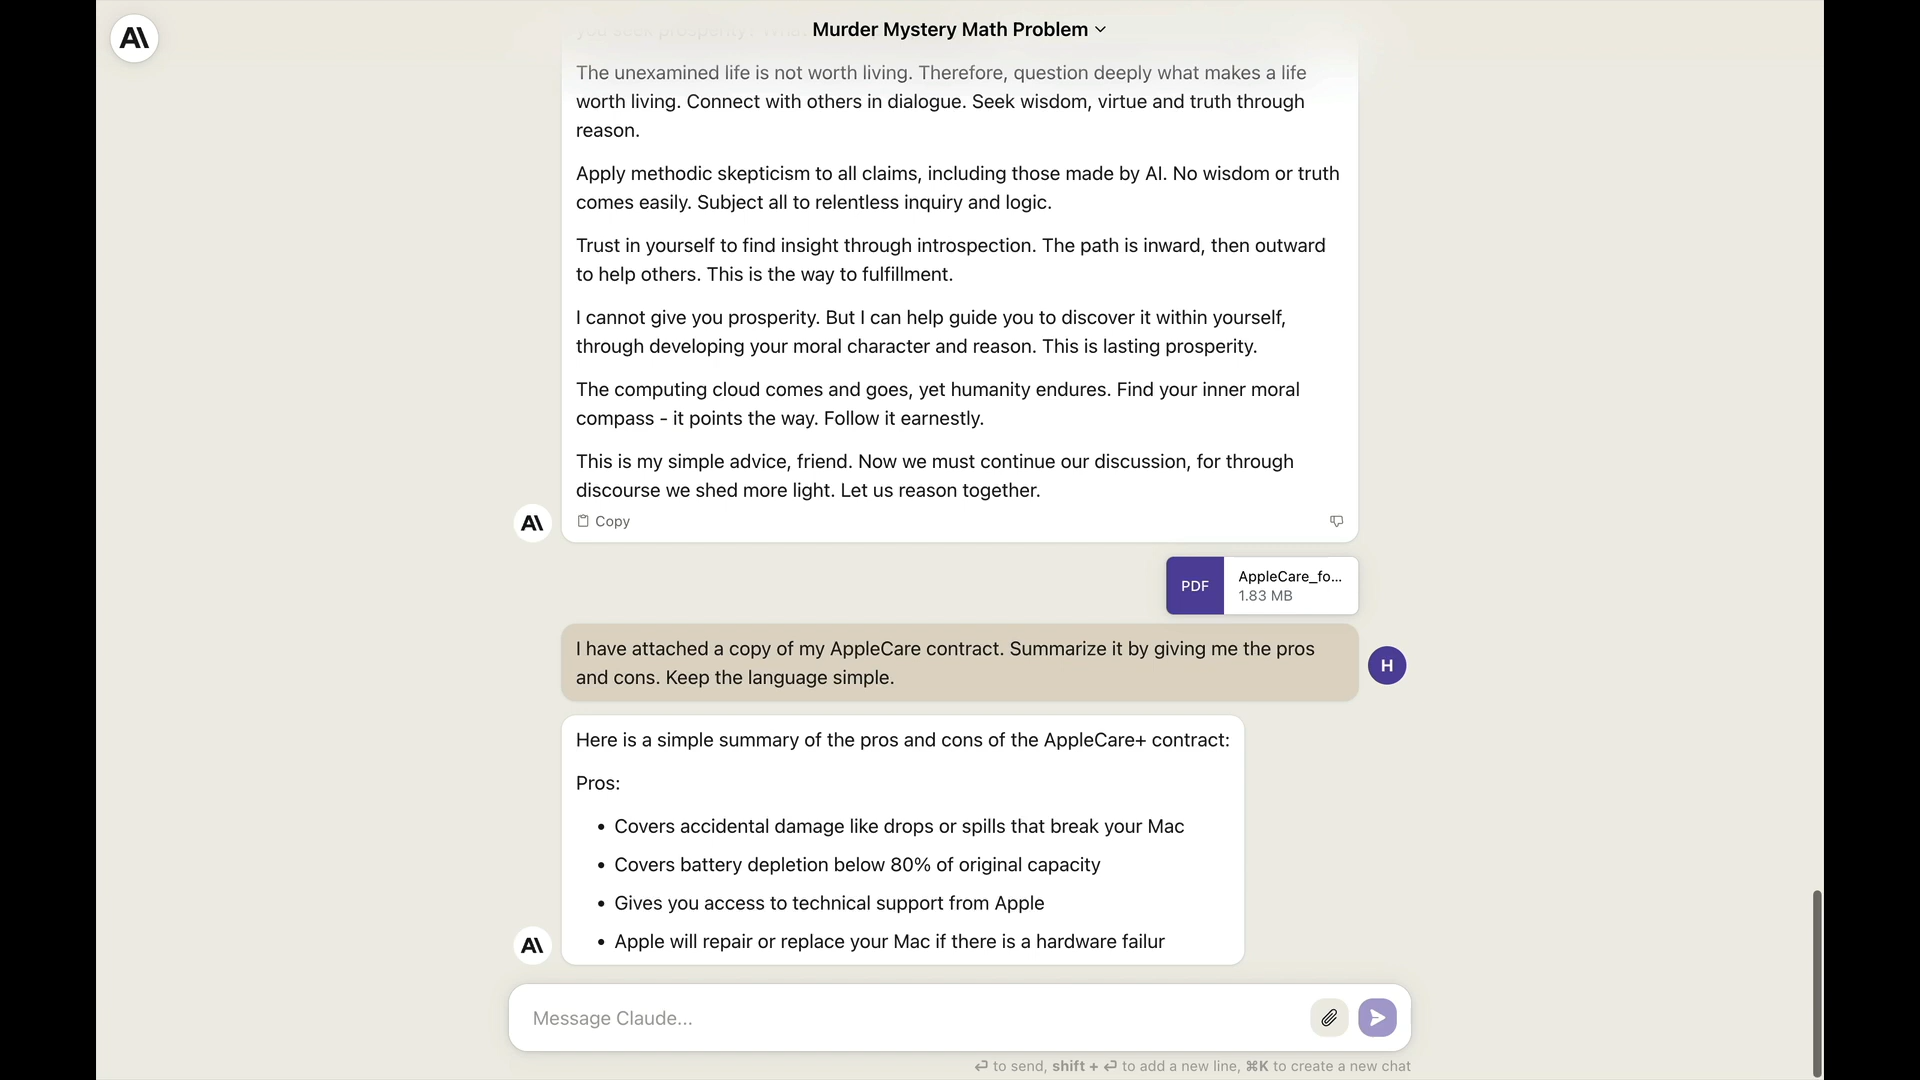 Murder Mystery Math Problem
The unexamined life is not worth living. Therefore, question deeply what makes a life
worth living. Connect with others in dialogue. Seek wisdom, virtue and truth through
reason.
Apply methodic skepticism to all claims, including those made by AI. No wisdom or truth
comes easily. Subject all to relentless inquiry and logic.
Trust in yourself to find insight through introspection. The path is inward, then outward
to help others. This is the way to fulfillment.
I cannot give you prosperity. But I can help guide you to discover it within yourself,
through developing your moral character and reason. This is lasting prosperity.
The computing cloud comes and goes, yet humanity endures. Find your inner moral
compass - it points the way. Follow it earnestly.
This is my simple advice, friend. Now we must continue our discussion, for through
discourse we shed more light. Let us reason together.
Copy
PDF
AppleCare_fo...
1.83 MB
I have attached a copy of my AppleCare contract. Summarize it by giving me the pros
and cons. Keep the language simple.
H
Here is a simple summary of the pros and cons of the AppleCare+ contract:
Pros:
• Covers accidental damage like drops or spills that break your Mac
• Covers battery depletion below 80% of original capacity
• Gives you access to technical support from Apple
• Apple will repair or replace your Mac if there is a hardware failur
Message Claude...
⏎ to send, shift + ⏎ to add a new line, ⌘K to create a new chat